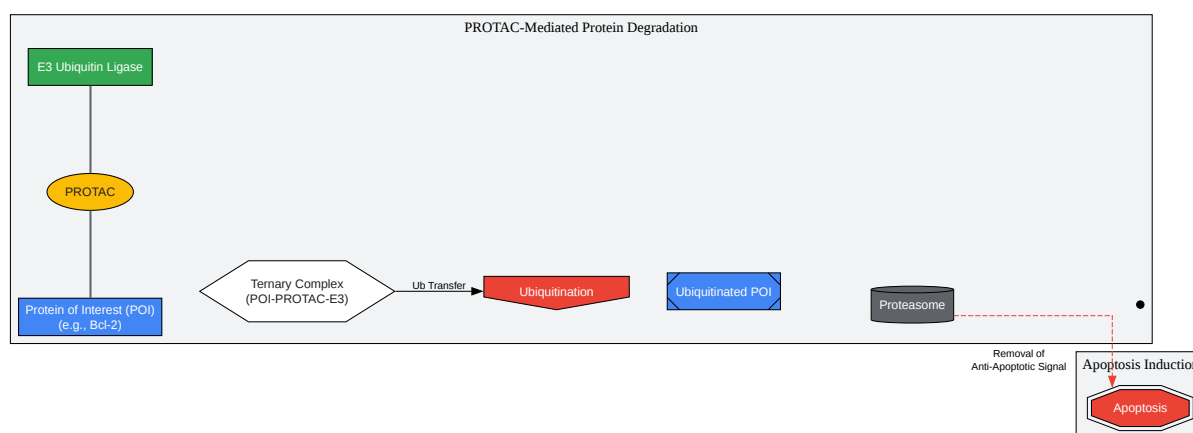 PROTAC-Mediated Protein Degradation
E3 Ubiquitin Ligase
PROTAC
Protein of Interest (POI)
(e.g., Bcl-2)
Ternary Complex
(POI-PROTAC-E3)
Ub Transfer
Ubiquitination
Ubiquitinated POI
Proteasome
Removal of
Anti-Apoptotic Signal
Apoptosis Induction
Apoptosis